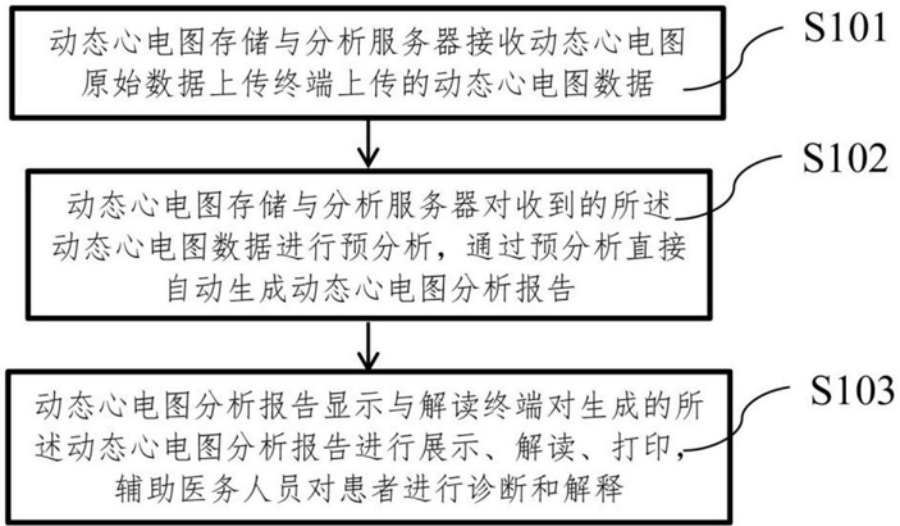 动态心电图存储与分析服务器接收动态心电图
原始数据上传终端上传的动态心电图数据
S101
动态心电图存储与分析服务器对收到的所述
动态心电图数据进行预分析，通过预分析直接
自动生成动态心电图分析报告
S102
动态心电图分析报告显示与解读终端对生成的所
述动态心电图分析报告进行展示、解读、打印，
辅助医务人员对患者进行诊断和解释
S103